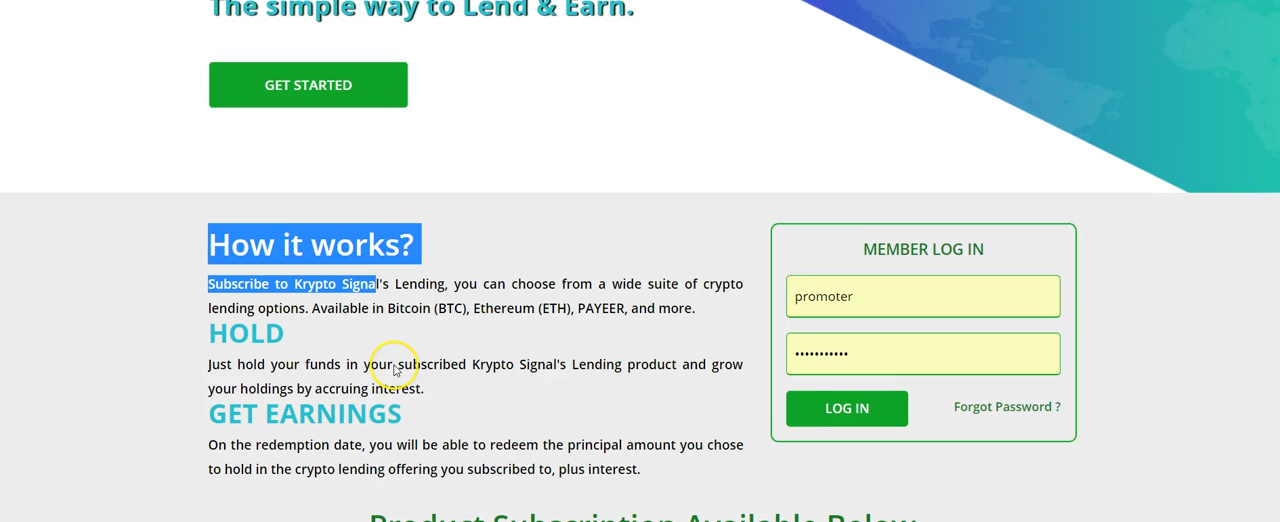 The simple way to Lend & Earn.
GET STARTED
How it works?
Subscribe to Krypto Signal's Lending, you can choose from a wide suite of crypto
lending options. Available in Bitcoin (BTC), Ethereum (ETH), PAYEER, and more.
HOLD
Just hold your funds in your subscribed Krypto Signal's Lending product and grow
your holdings by accruing interest.
GET EARNINGS
On the redemption date, you will be able to redeem the principal amount you chose
to hold in the crypto lending offering you subscribed to, plus interest.
MEMBER LOG IN
promoter
•••••••••••
LOG IN
Forgot Password ?
Product Subscription Available Below